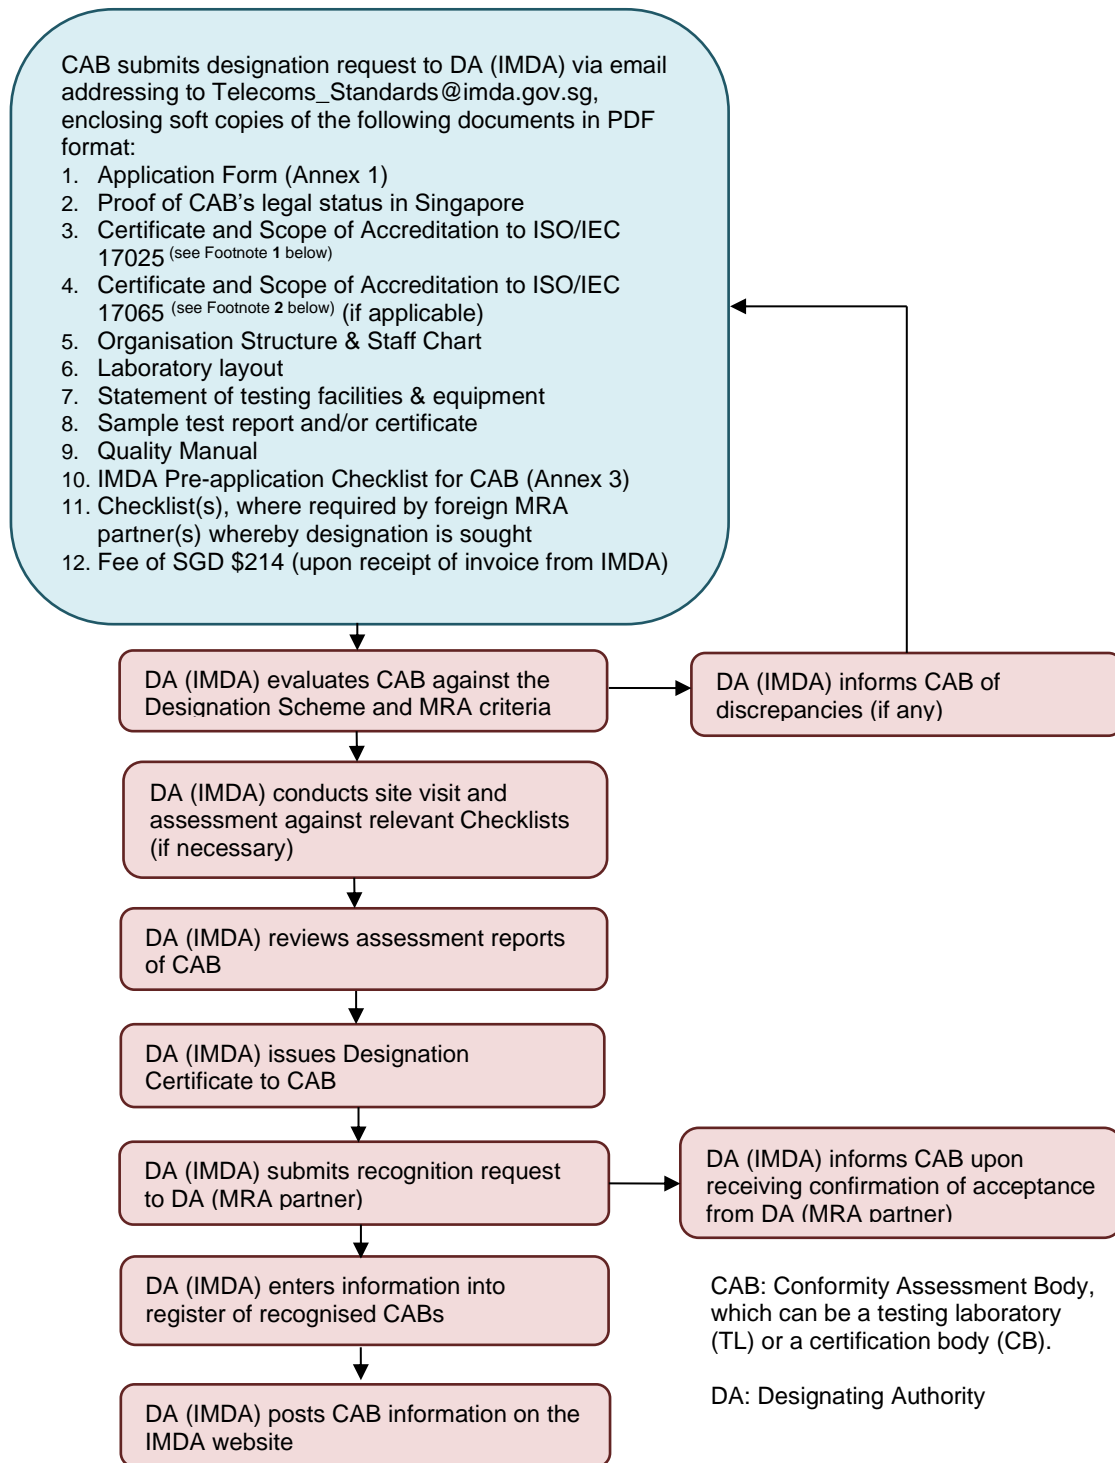 CAB submits designation request to DA (IMDA) via email
addressing to Telecoms_Standards@imda.gov.sg,
enclosing soft copies of the following documents in PDF
format:
1. Application Form (Annex 1)
2. Proof of CAB's legal status in Singapore
3. Certificate and Scope of Accreditation to ISO/IEC
17025 (see Footnote 1 below)
4. Certificate and Scope of Accreditation to ISO/IEC
17065 (see Footnote 2 below) (if applicable)
5. Organisation Structure & Staff Chart
6. Laboratory layout
7. Statement of testing facilities & equipment
8. Sample test report and/or certificate
9. Quality Manual
10. IMDA Pre-application Checklist for CAB (Annex 3)
11. Checklist(s), where required by foreign MRA
partner(s) whereby designation is sought
12. Fee of SGD $214 (upon receipt of invoice from IMDA)
DA (IMDA) evaluates CAB against the
Designation Scheme and MRA criteria
DA (IMDA) informs CAB of
discrepancies (if any)
DA (IMDA) conducts site visit and
assessment against relevant Checklists
(if necessary)
DA (IMDA) reviews assessment reports
of CAB
DA (IMDA) issues Designation
Certificate to CAB
DA (IMDA) submits recognition request
to DA (MRA partner)
DA (IMDA) informs CAB upon
receiving confirmation of acceptance
from DA (MRA partner)
DA (IMDA) enters information into
register of recognised CABs
CAB: Conformity Assessment Body,
which can be a testing laboratory
(TL) or a certification body (CB).
DA: Designating Authority
DA (IMDA) posts CAB information on the
IMDA website